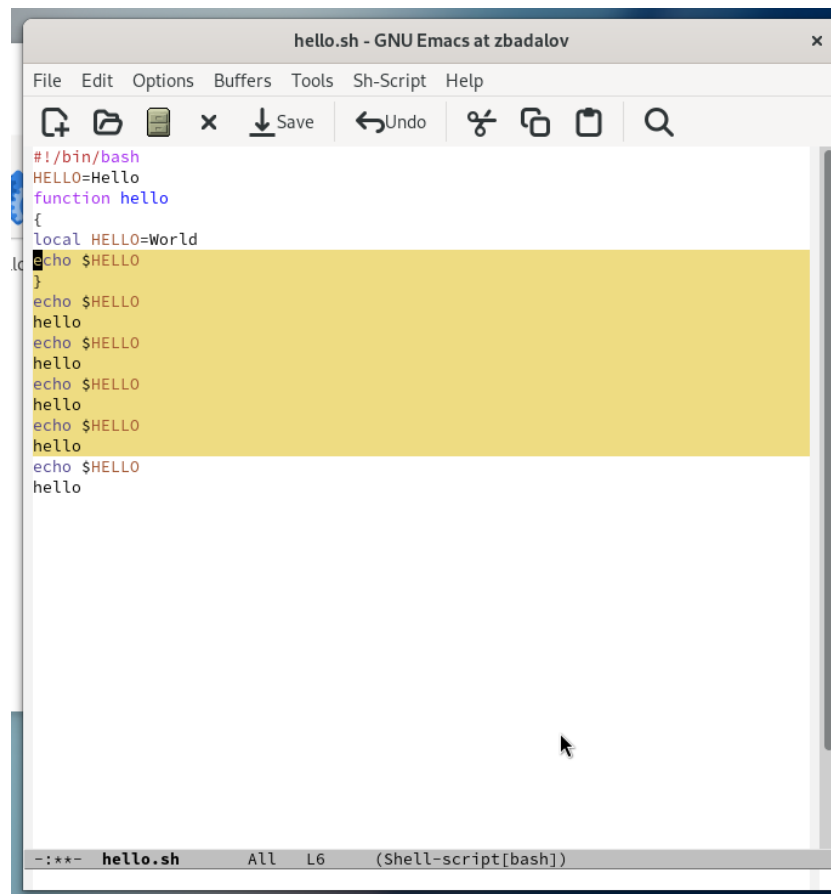 hello.sh - GNU Emacs at zbadalov
File Edit Options Buffers Tools Sh-Script Help
Save Undo
#!/bin/bash
HELLO=Hello
function hello
{
local HELLO=World
echo $HELLO
}
echo $HELLO
hello
echo $HELLO
hello
echo $HELLO
hello
echo $HELLO
hello
echo $HELLO
hello
-:**- hello.sh All L6 (Shell-script[bash])